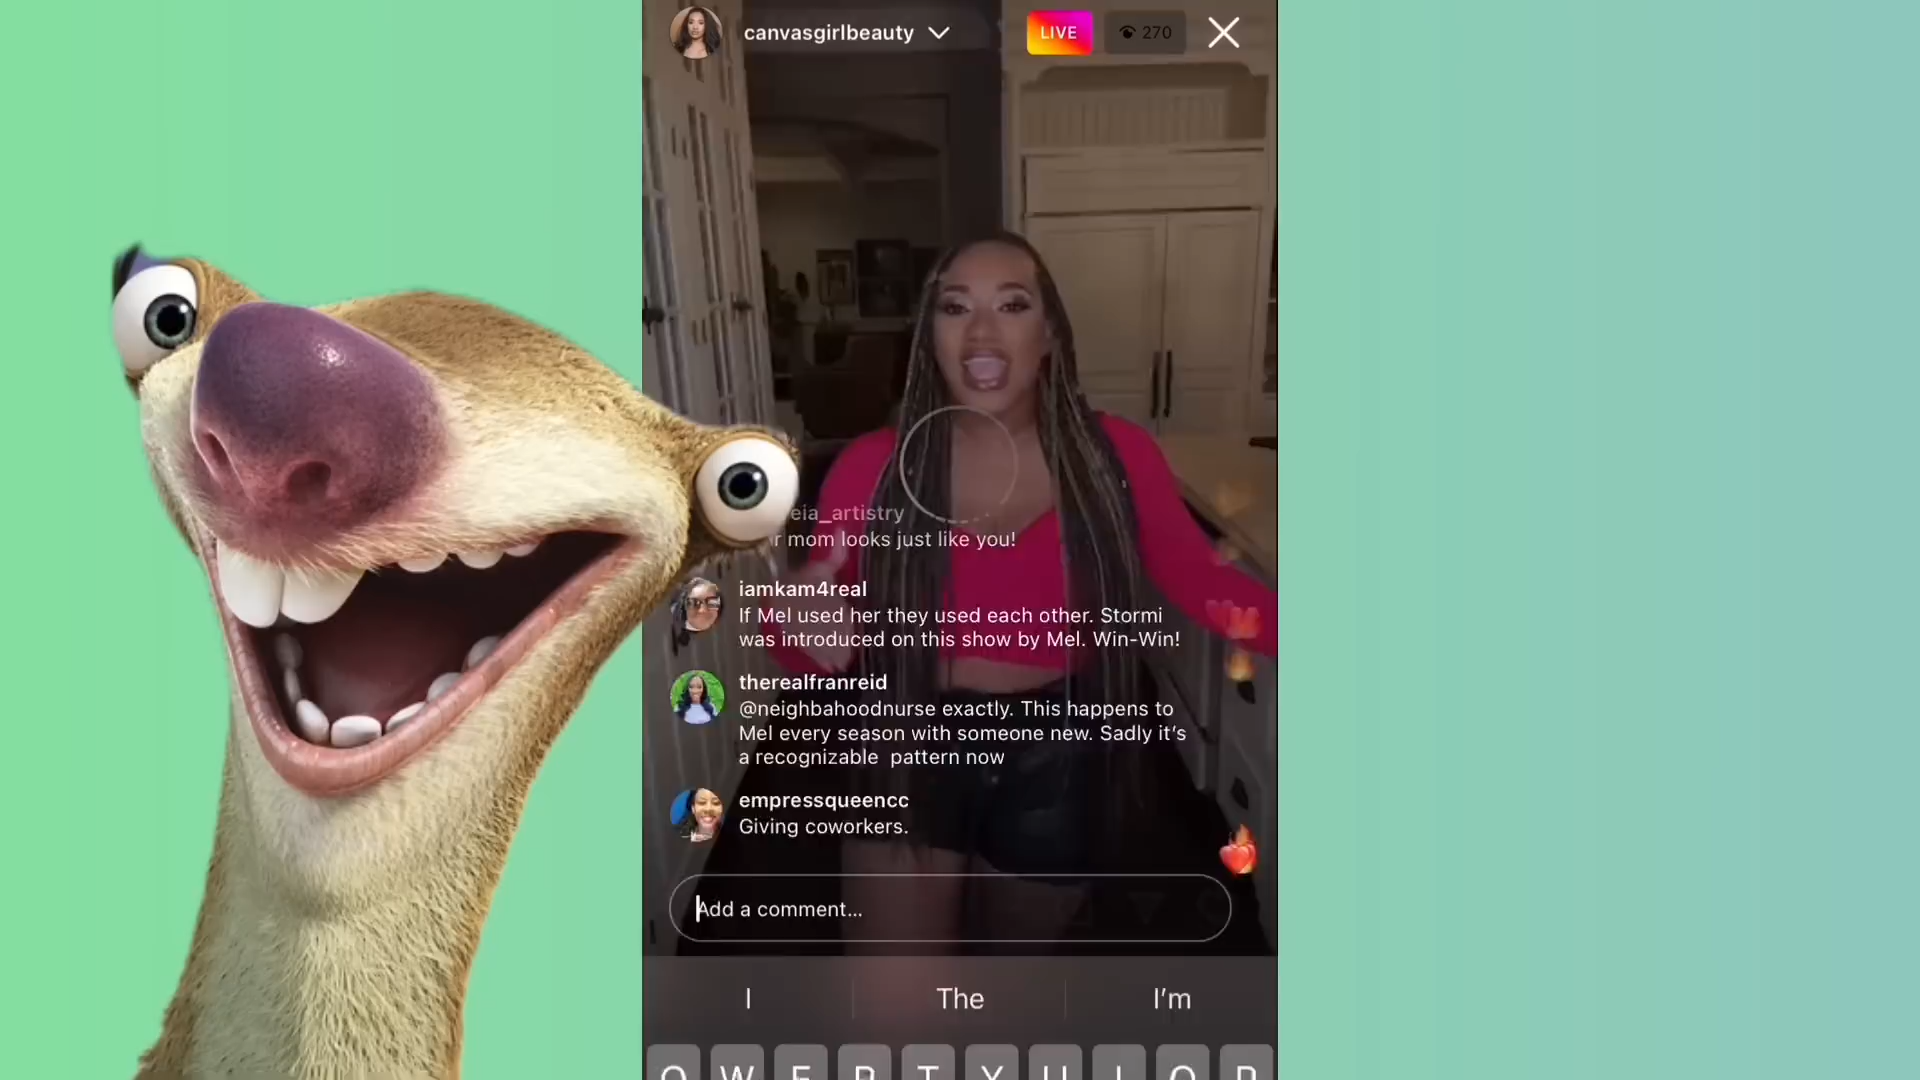 canvasgirlbeauty
LIVE
270
eia_artistry
r mom looks just like you!
iamkam4real
If Mel used her they used each other. Stormi
was introduced on this show by Mel. Win-Win!
therealfranreid
@neighbahoodnurse exactly. This happens to
Mel every season with someone new. Sadly it’s
a recognizable pattern now
empressqueencc
Giving coworkers.
Add a comment...
I The I’m
Q W E R T Y U I O P